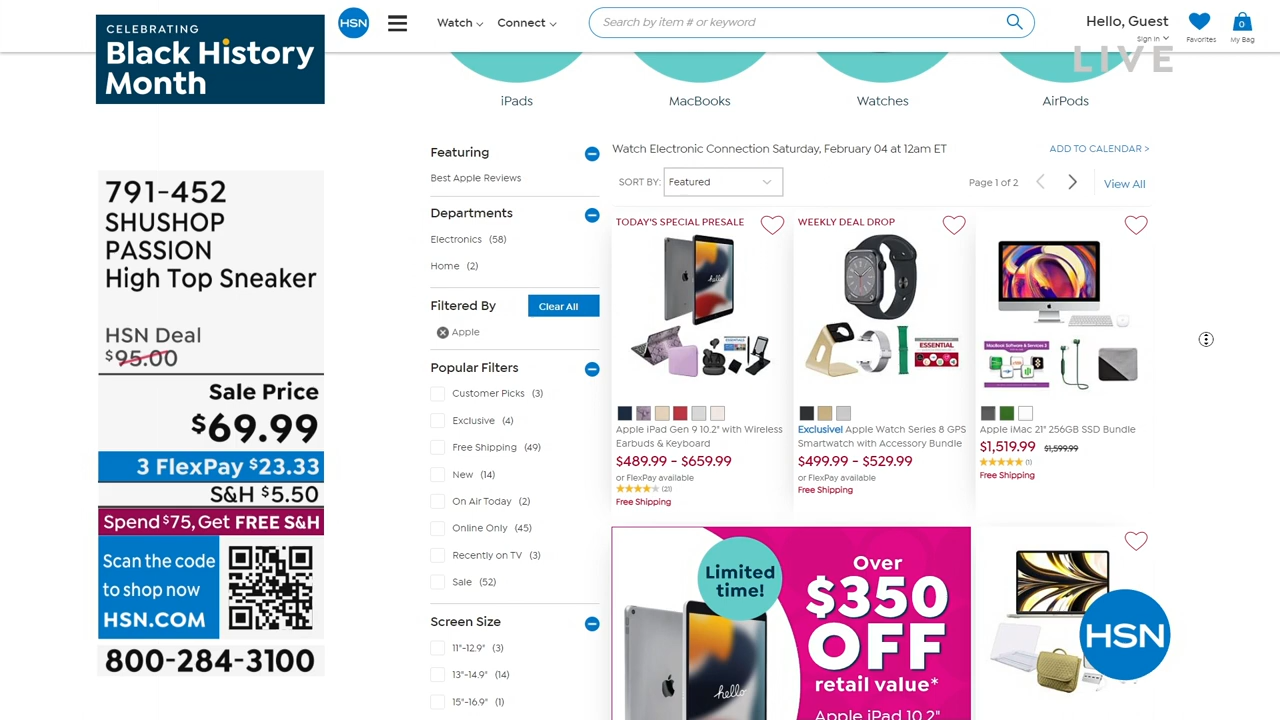 CELEBRATING
Black History
Month
HSN
Watch
Connect
Search by item # or keyword
Hello, Guest
Sign In
Favorites
0
My Bag
LIVE
iPads
MacBooks
Watches
AirPods
791-452
SHUSHOP
PASSION
High Top Sneaker
HSN Deal
$95.00
Sale Price
$69.99
3 FlexPay $23.33
S&H $5.50
Spend $75, Get FREE S&H
Scan the code
to shop now
HSN.COM
800-284-3100
Featuring
Best Apple Reviews
Departments
Electronics (58)
Home (2)
Filtered By
Clear All
Apple
Popular Filters
Customer Picks (3)
Exclusive (4)
Free Shipping (49)
New (14)
On Air Today (2)
Online Only (45)
Recently on TV (3)
Sale (52)
Screen Size
11"-12.9" (3)
13"-14.9" (14)
15"-16.9" (1)
Watch Electronic Connection Saturday, February 04 at 12am ET
ADD TO CALENDAR >
SORT BY:
Featured
Page 1 of 2
View All
TODAY'S SPECIAL PRESALE
hello
Apple iPad Gen 9 10.2" with Wireless
Earbuds & Keyboard
$489.99 - $659.99
or FlexPay available
(21)
Free Shipping
WEEKLY DEAL DROP
ESSENTIAL
Exclusive! Apple Watch Series 8 GPS
Smartwatch with Accessory Bundle
$499.99 - $529.99
or FlexPay available
Free Shipping
Apple iMac 21" 256GB SSD Bundle
$1,519.99 $1,599.99
(1)
Free Shipping
Limited
time!
hello
Over
$350
OFF
retail value*
Apple iPad 10.2"
HSN